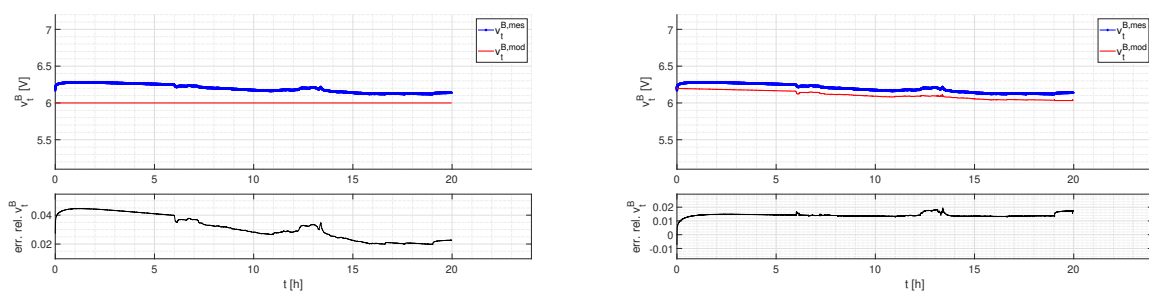 7
6.5
6
5.5
v_t^B [V]
v_t^{B,mes}
v_t^{B,mod}
0 5 10 15 20
0.04
0.02
err. rel. v_t^B
0 5 10 15 20
t [h]
7
6.5
6
5.5
v_t^B [V]
v_t^{B,mes}
v_t^{B,mod}
0 5 10 15 20
0.02
0.01
0
-0.01
err. rel. v_t^B
0 5 10 15 20
t [h]